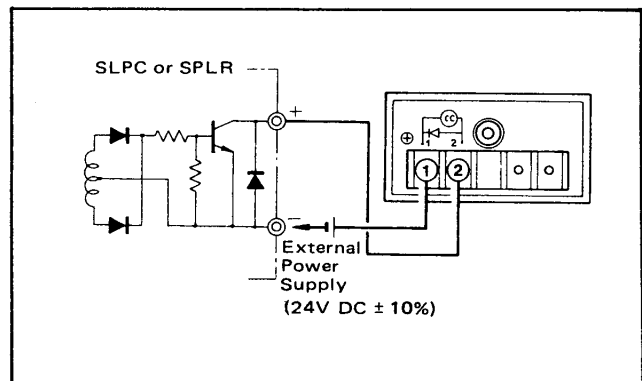 SLPC or SPLR
+
CC
1 2
1 2
−
External
Power
Supply
(24V DC ± 10%)